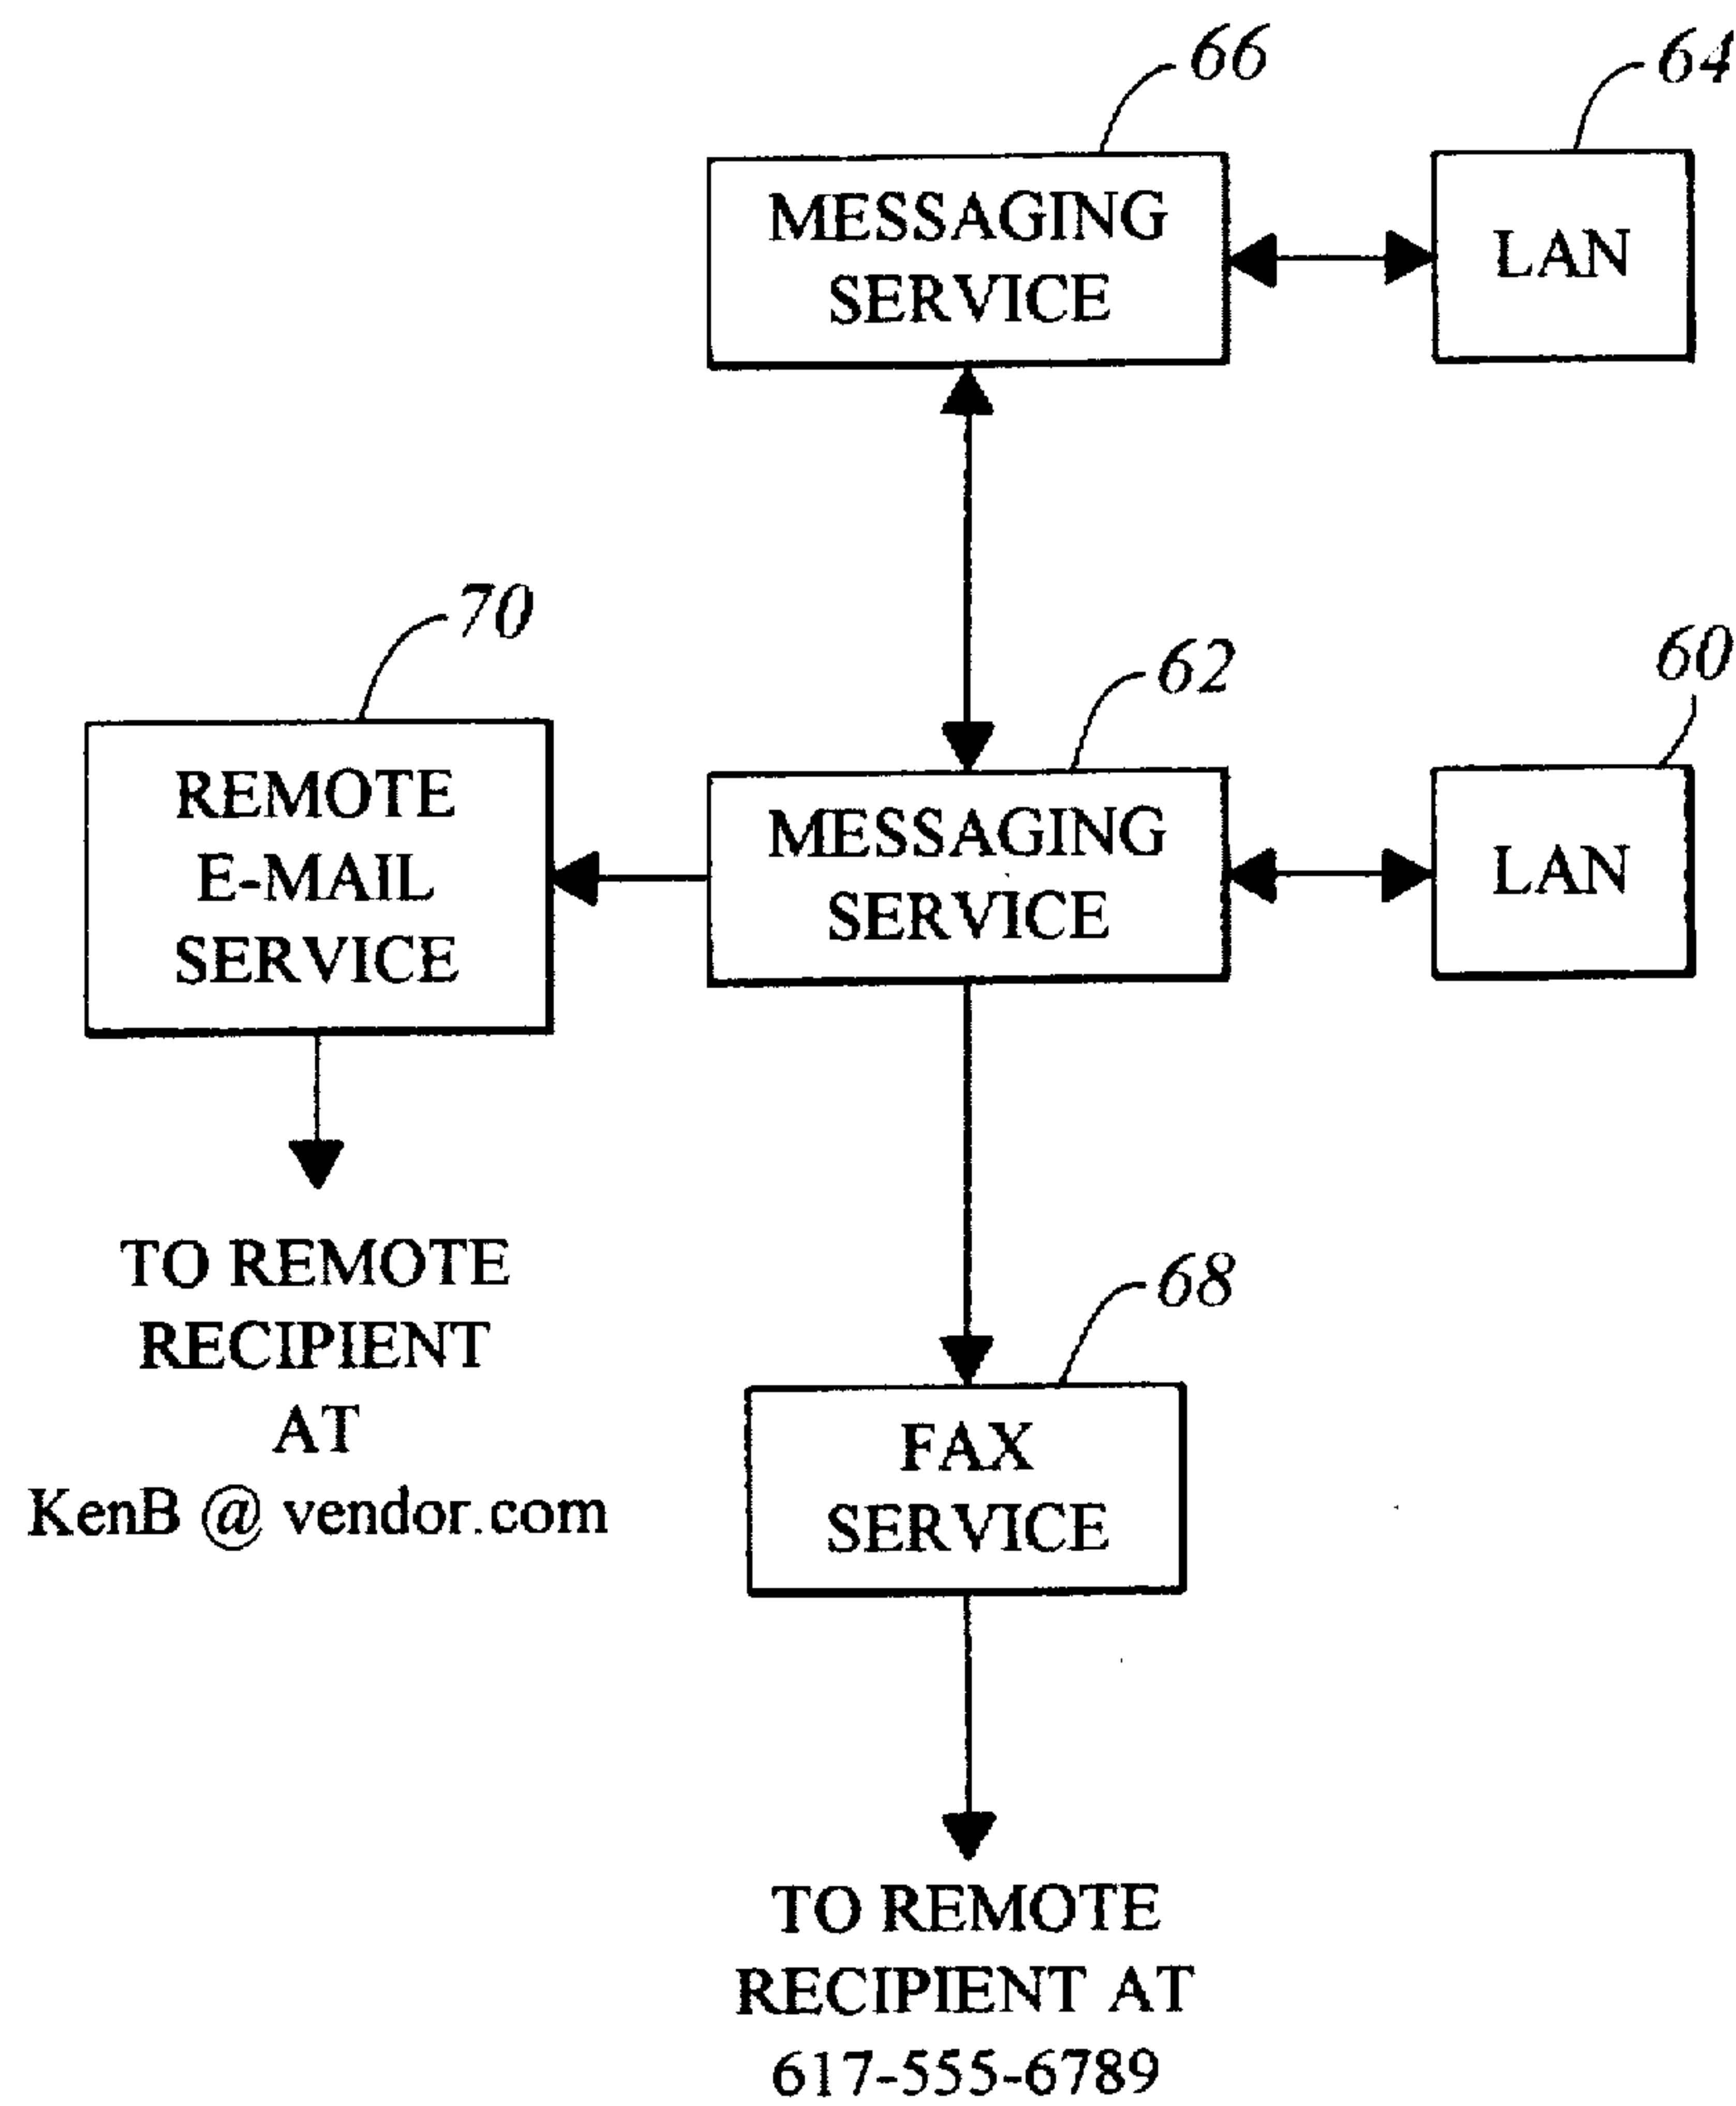 66
64
MESSAGING
SERVICE
LAN
70
62
60
REMOTE
E-MAIL
SERVICE
MESSAGING
SERVICE
LAN
TO REMOTE
RECIPIENT
AT
KenB @ vendor.com
68
FAX
SERVICE
TO REMOTE
RECIPIENT AT
617-555-6789